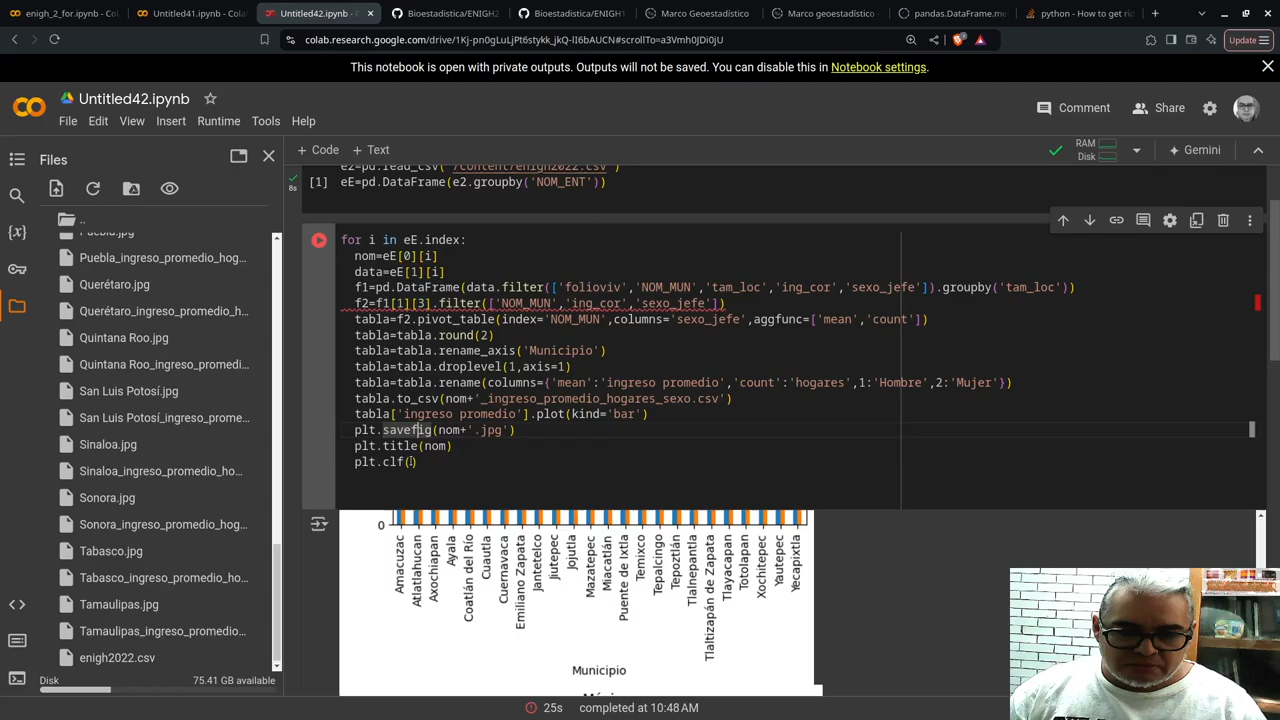 enigh_2_for.ipynb - Cola
Untitled41.ipynb - Colab
Untitled42.ipynb - Colab
Bioestadistica/ENIGH2
Bioestadistica/ENIGH1
Marco Geoestadístico
Marco geoestadístico
pandas.DataFrame.me
python - How to get rid
colab.research.google.com/drive/1Kj-pn0gLuLjPt6stykk_jkQ-lI6bAUCN#scrollTo=a3Vmh0JDi0jU
Update
This notebook is open with private outputs. Outputs will not be saved. You can disable this in Notebook settings.
Untitled42.ipynb
File Edit View Insert Runtime Tools Help
Comment Share
Files
+ Code + Text
RAM
Disk
Gemini
e2=pd.read_csv('/content/enigh2022.csv')
8s
[1] eE=pd.DataFrame(e2.groupby('NOM_ENT'))
..
Puebla.jpg
Puebla_ingreso_promedio_hog...
Querétaro.jpg
Querétaro_ingreso_promedio_h...
Quintana Roo.jpg
Quintana Roo_ingreso_promedi...
San Luis Potosí.jpg
San Luis Potosí_ingreso_prome...
Sinaloa.jpg
Sinaloa_ingreso_promedio_hog...
Sonora.jpg
Sonora_ingreso_promedio_hog...
Tabasco.jpg
Tabasco_ingreso_promedio_ho...
Tamaulipas.jpg
Tamaulipas_ingreso_promedio...
enigh2022.csv
Disk 75.41 GB available
for i in eE.index:
nom=eE[0][i]
data=eE[1][i]
f1=pd.DataFrame(data.filter(['folioviv','NOM_MUN','tam_loc','ing_cor','sexo_jefe']).groupby('tam_loc'))
f2=f1[1][3].filter(['NOM_MUN','ing_cor','sexo_jefe'])
tabla=f2.pivot_table(index='NOM_MUN',columns='sexo_jefe',aggfunc=['mean','count'])
tabla=tabla.round(2)
tabla=tabla.rename_axis('Municipio')
tabla=tabla.droplevel(1,axis=1)
tabla=tabla.rename(columns={'mean':'ingreso promedio','count':'hogares',1:'Hombre',2:'Mujer'})
tabla.to_csv(nom+'_ingreso_promedio_hogares_sexo.csv')
tabla['ingreso promedio'].plot(kind='bar')
plt.savefig(nom+'.jpg')
plt.title(nom)
plt.clf()
0
Amacuzac
Atlatlahucan
Axochiapan
Ayala
Coatlán del Río
Cuautla
Cuernavaca
Emiliano Zapata
Jantetelco
Jiutepec
Jojutla
Mazatepec
Miacatlán
Puente de Ixtla
Temixco
Tepalcingo
Tepoztlán
Tlalnepantla
Tlaltizapán de Zapata
Tlayacapan
Totolapan
Xochitepec
Yautepec
Yecapixtla
Municipio
25s completed at 10:48 AM